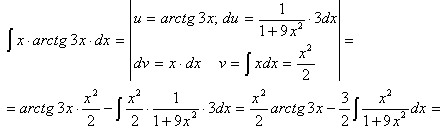 ∫ x · arctg 3x · dx = | u = arctg 3x; du = 1/(1+9x²) · 3dx
dv = x · dx   v = ∫ xdx = x²/2 | =
= arctg 3x · x²/2 − ∫ x²/2 · 1/(1+9x²) · 3dx = x²/2 arctg 3x − 3/2 ∫ x²/(1+9x²) dx =